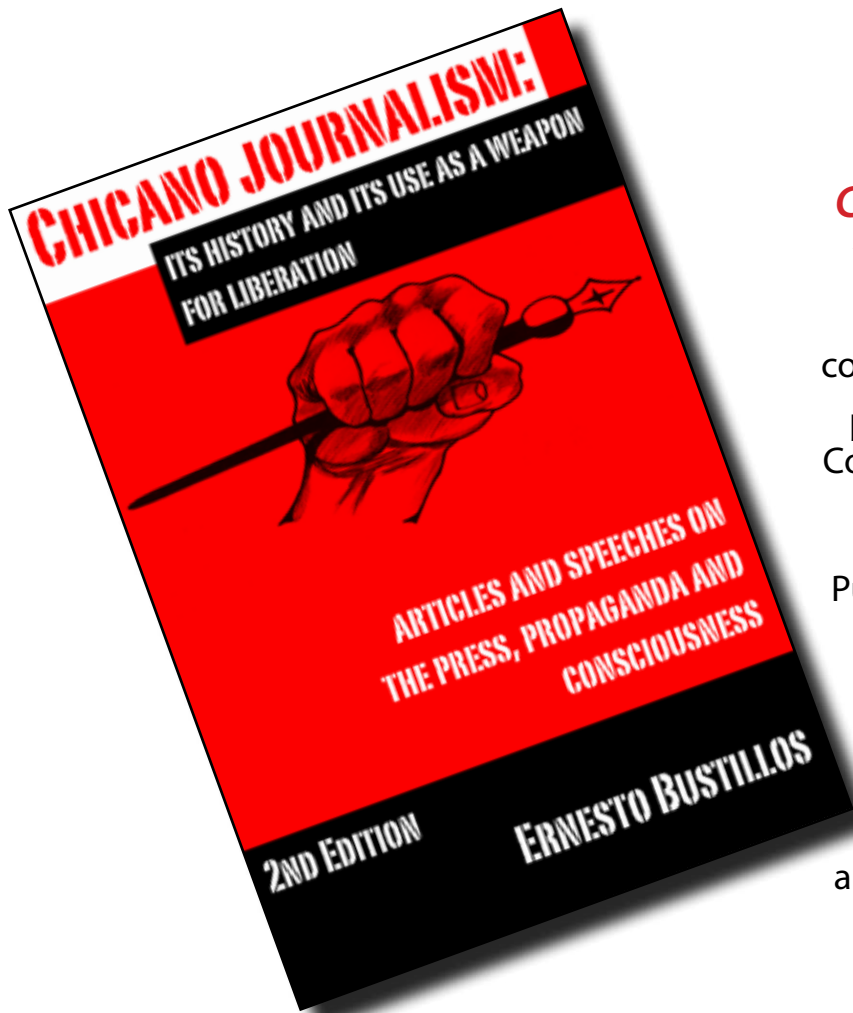 CHICANO JOURNALISM:
ITS HISTORY AND ITS USE AS A WEAPON
FOR LIBERATION
ARTICLES AND SPEECHES ON
THE PRESS, PROPAGANDA AND
CONSCIOUSNESS
2ND EDITION
ERNESTO BUSTILLOS